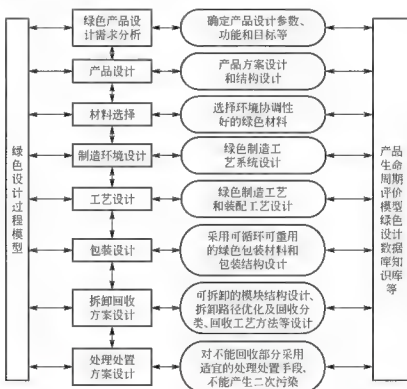 绿色设计过程模型
绿色产品设
计需求分析
确定产品设计参数、
功能和目标等
产品设计
产品方案设计
和结构设计
材料选择
选择环境协调性
好的绿色材料
制造环境设计
绿色制造工
艺系统设计
工艺设计
绿色制造工艺
和装配工艺设计
包装设计
采用可循环可重用
的绿色包装材料和
包装结构设计
拆卸回收
方案设计
可拆卸的模块结构设计、
拆卸路径优化及回收分
类、回收工艺方法等设计
处理处置
方案设计
对不能回收部分采用
适宜的处理处置手段,
不能产生二次污染
产品
生命
周期
评价
模型
绿色
设计
数据
库知
识库
等